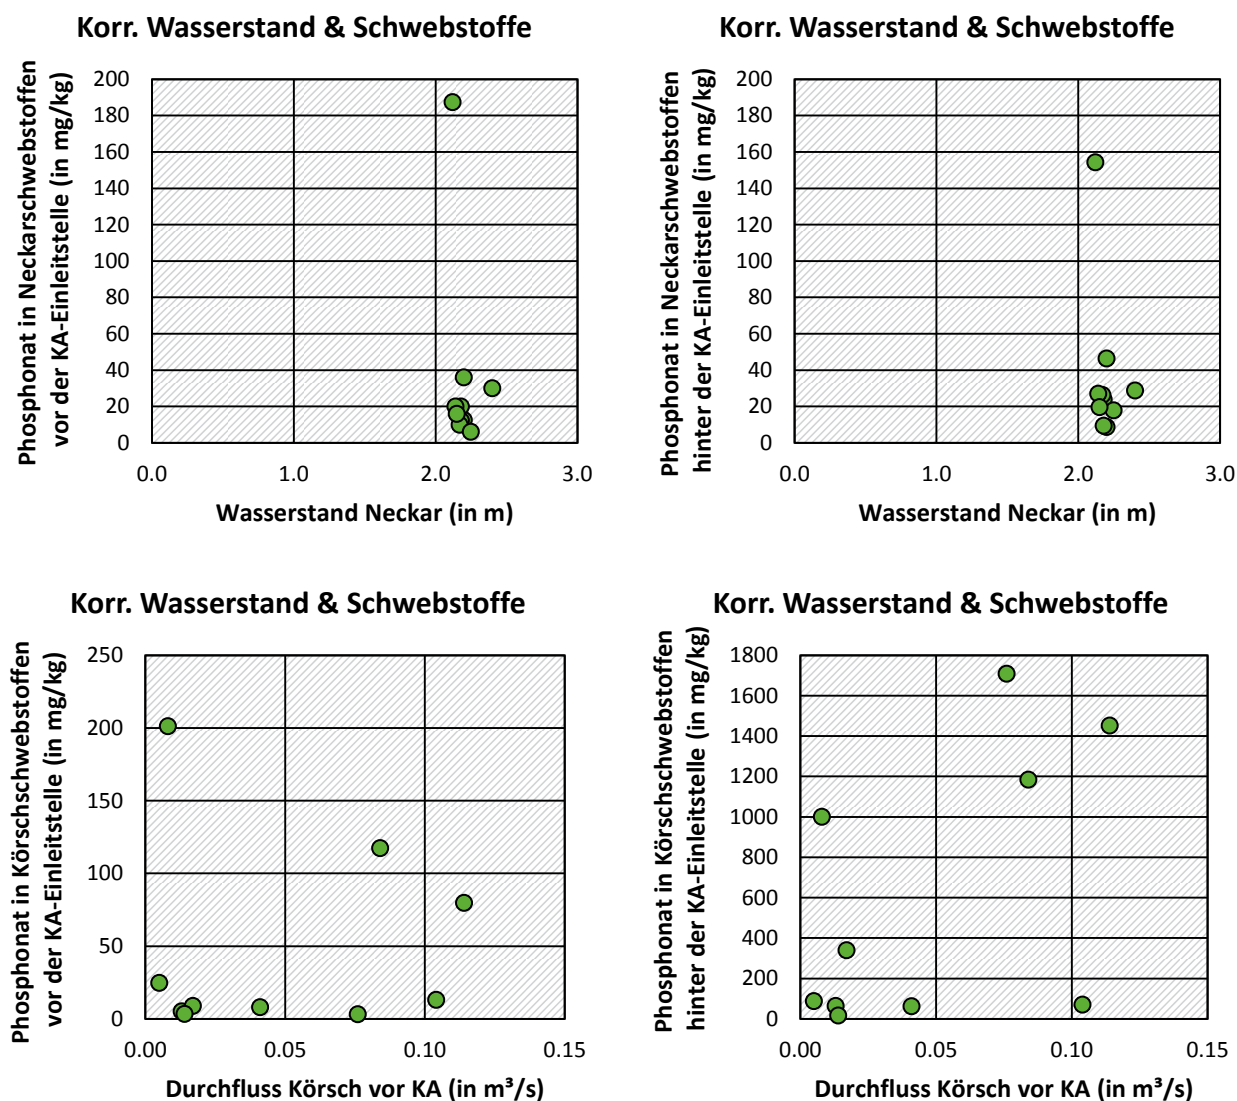 Korr. Wasserstand & Schwebstoffe
Phosphonat in Neckarschwebstoffen
vor der KA-Einleitstelle (in mg/kg)
200
180
160
140
120
100
80
60
40
20
0
0.0 1.0 2.0 3.0
Wasserstand Neckar (in m)
Korr. Wasserstand & Schwebstoffe
Phosphonat in Neckarschwebstoffen
hinter der KA-Einleitstelle (in mg/kg)
200
180
160
140
120
100
80
60
40
20
0
0.0 1.0 2.0 3.0
Wasserstand Neckar (in m)
Korr. Wasserstand & Schwebstoffe
Phosphonat in Körschschwebstoffen
vor der KA-Einleitstelle (in mg/kg)
250
200
150
100
50
0
0.00 0.05 0.10 0.15
Durchfluss Körsch vor KA (in m³/s)
Korr. Wasserstand & Schwebstoffe
Phosphonat in Körschschwebstoffen
hinter der KA-Einleitstelle (in mg/kg)
1800
1600
1400
1200
1000
800
600
400
200
0
0.00 0.05 0.10 0.15
Durchfluss Körsch vor KA (in m³/s)